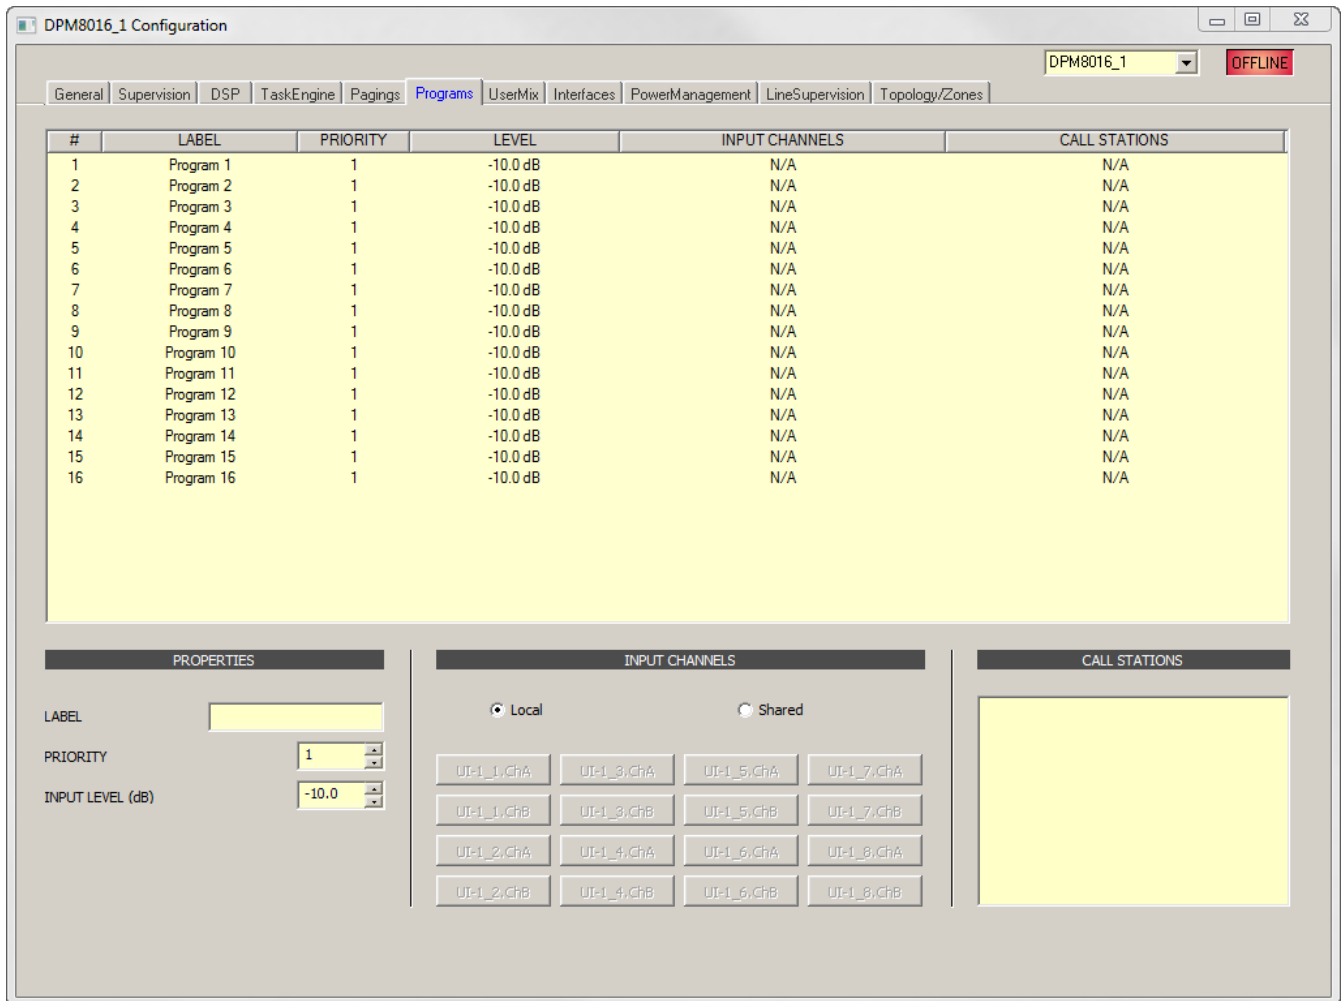 DPM8016_1 Configuration
DPM8016_1 OFFLINE
General Supervision DSP TaskEngine Pagings Programs UserMix Interfaces PowerManagement LineSupervision Topology/Zones
# LABEL PRIORITY LEVEL INPUT CHANNELS CALL STATIONS
1 Program 1 1 -10.0 dB N/A N/A
2 Program 2 1 -10.0 dB N/A N/A
3 Program 3 1 -10.0 dB N/A N/A
4 Program 4 1 -10.0 dB N/A N/A
5 Program 5 1 -10.0 dB N/A N/A
6 Program 6 1 -10.0 dB N/A N/A
7 Program 7 1 -10.0 dB N/A N/A
8 Program 8 1 -10.0 dB N/A N/A
9 Program 9 1 -10.0 dB N/A N/A
10 Program 10 1 -10.0 dB N/A N/A
11 Program 11 1 -10.0 dB N/A N/A
12 Program 12 1 -10.0 dB N/A N/A
13 Program 13 1 -10.0 dB N/A N/A
14 Program 14 1 -10.0 dB N/A N/A
15 Program 15 1 -10.0 dB N/A N/A
16 Program 16 1 -10.0 dB N/A N/A
PROPERTIES
LABEL
PRIORITY 1
INPUT LEVEL (dB) -10.0
INPUT CHANNELS
Local Shared
UI-1_1.ChA UI-1_3.ChA UI-1_5.ChA UI-1_7.ChA
UI-1_1.ChB UI-1_3.ChB UI-1_5.ChB UI-1_7.ChB
UI-1_2.ChA UI-1_4.ChA UI-1_6.ChA UI-1_8.ChA
UI-1_2.ChB UI-1_4.ChB UI-1_6.ChB UI-1_8.ChB
CALL STATIONS